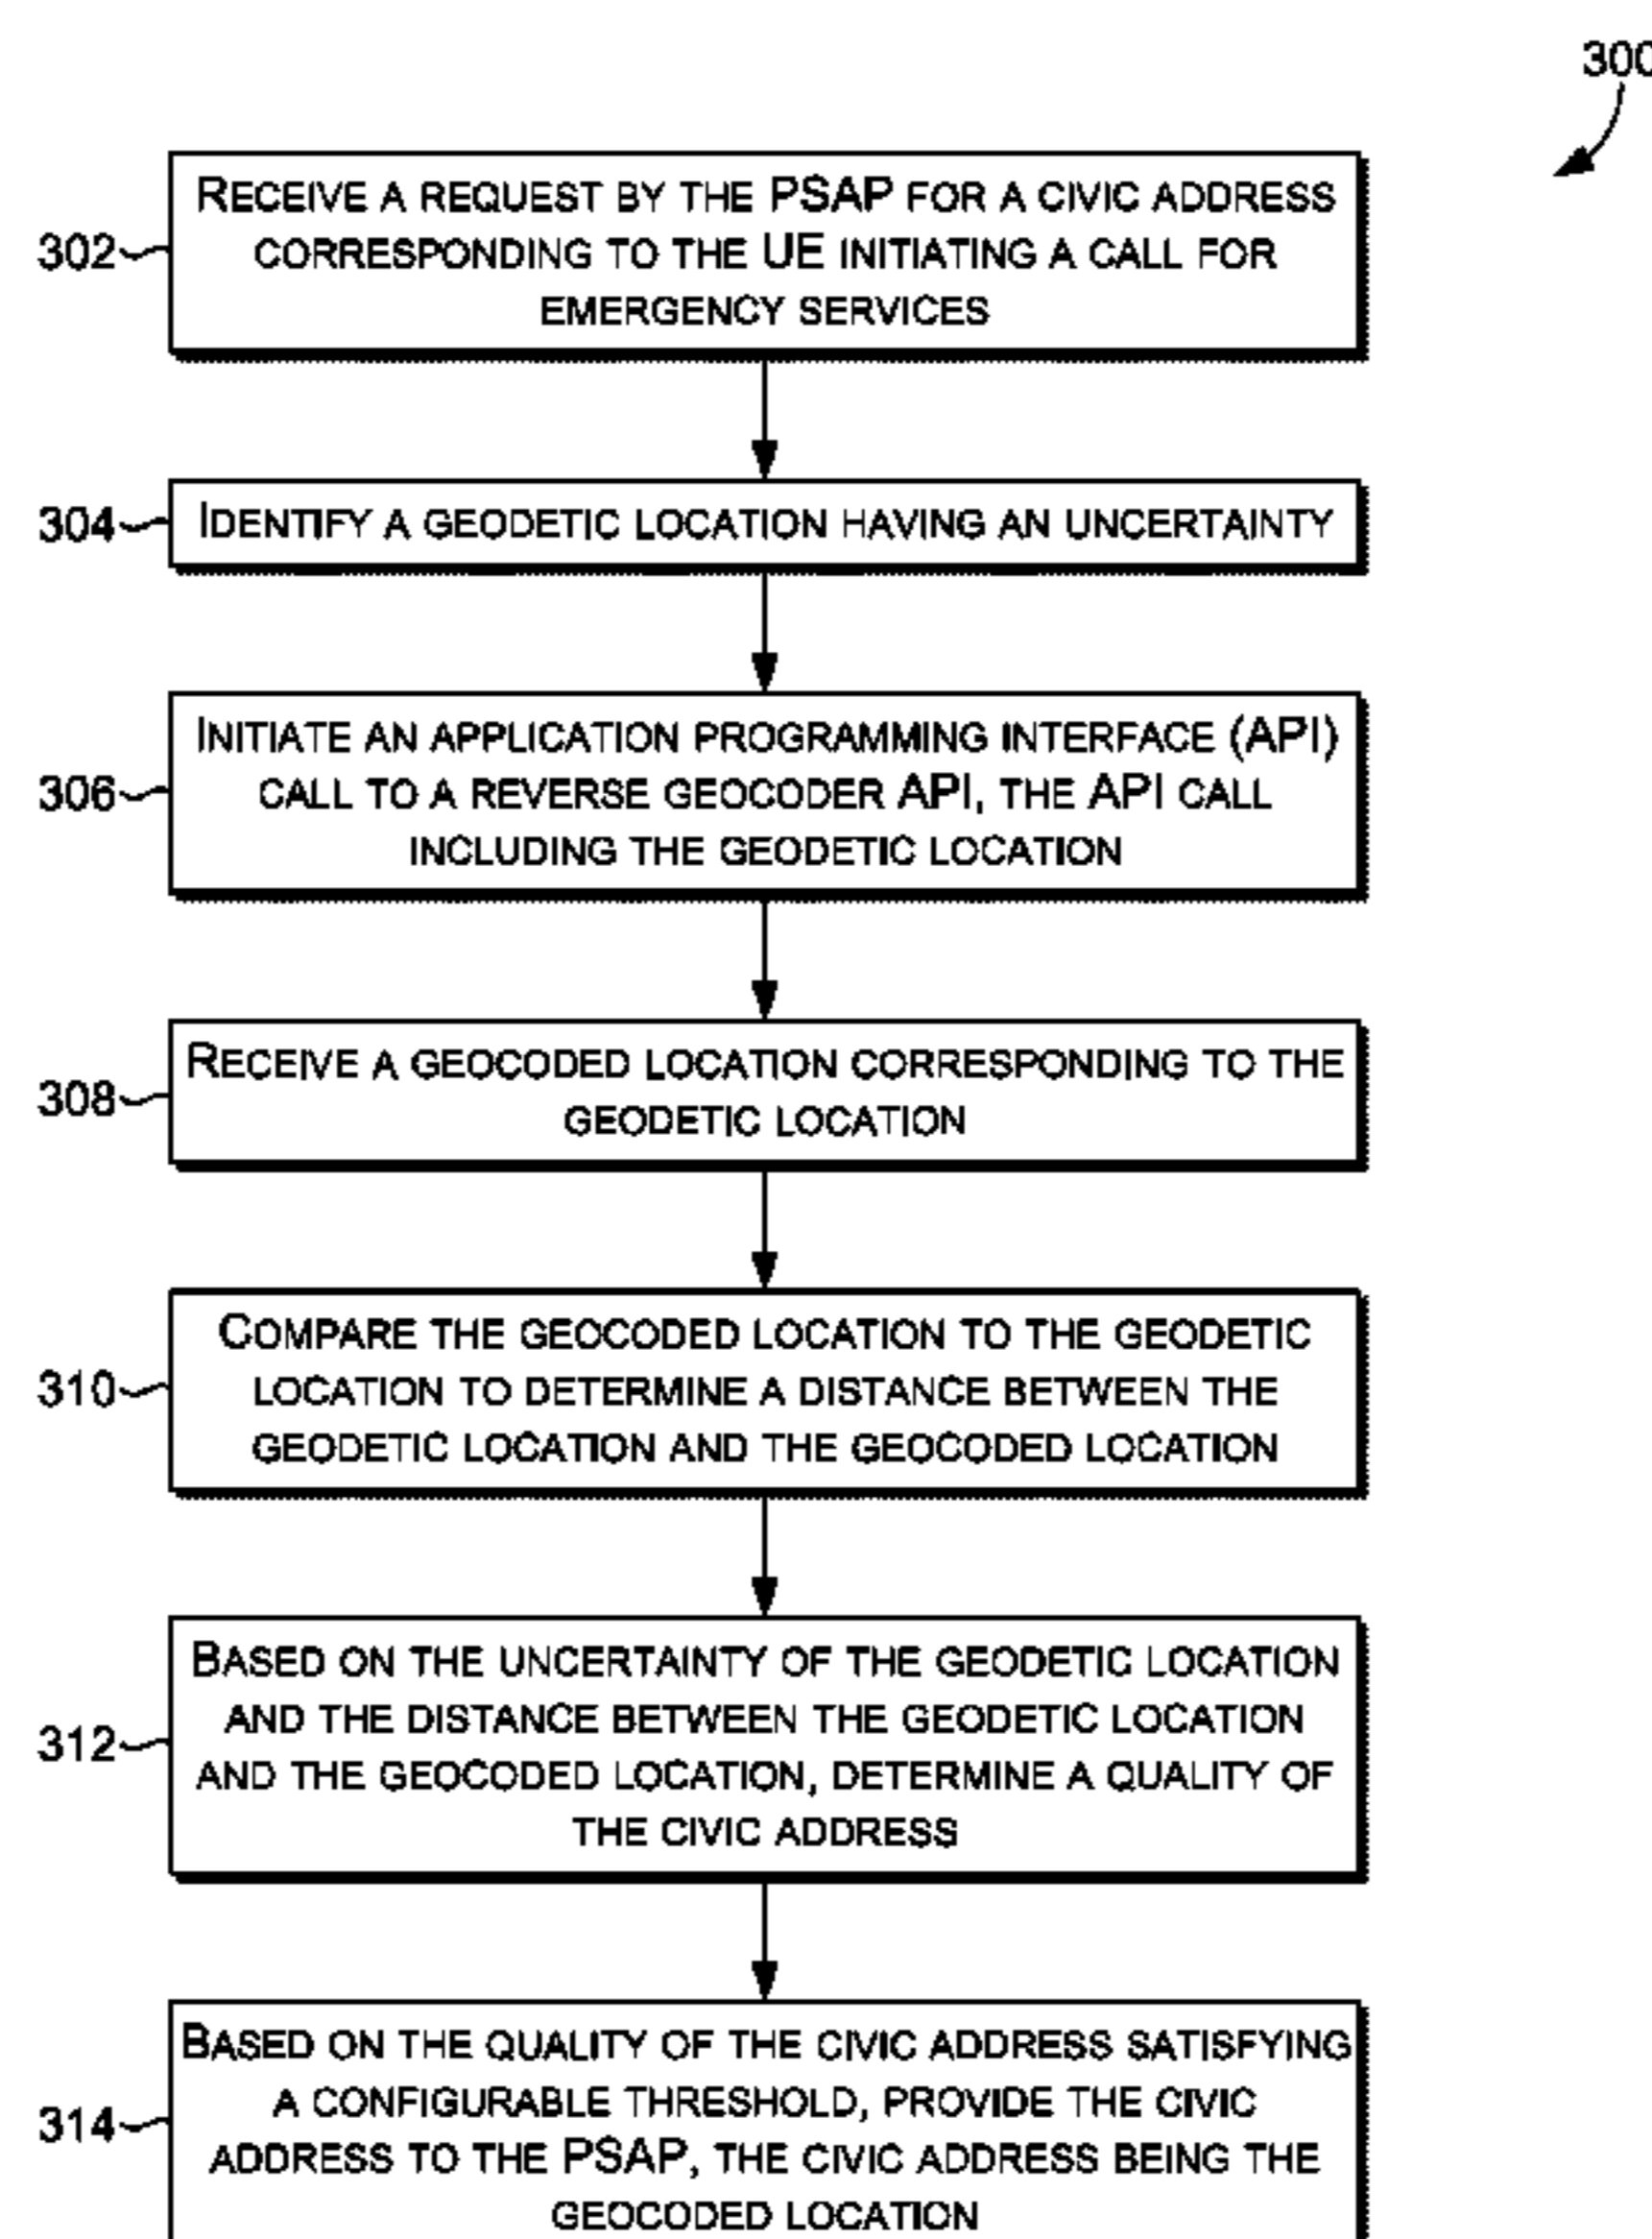 300
RECEIVE A REQUEST BY THE PSAP FOR A CIVIC ADDRESS
302
CORRESPONDING TO THE UE INITIATING A CALL FOR
EMERGENCY SERVICES
304
IDENTIFY A GEODETIC LOCATION HAVING AN UNCERTAINTY
INITIATE AN APPLICATION PROGRAMMING INTERFACE (API)
306
CALL TO A REVERSE GEOCODER API, THE API CALL
INCLUDING THE GEODETIC LOCATION
RECEIVE A GEOCODED LOCATION CORRESPONDING TO THE
308
GEODETIC LOCATION
COMPARE THE GEOCODED LOCATION TO THE GEODETIC
310
LOCATION TO DETERMINE A DISTANCE BETWEEN THE
GEODETIC LOCATION AND THE GEOCODED LOCATION
BASED ON THE UNCERTAINTY OF THE GEODETIC LOCATION
AND THE DISTANCE BETWEEN THE GEODETIC LOCATION
312
AND THE GEOCODED LOCATION, DETERMINE A QUALITY OF
THE CIVIC ADDRESS
BASED ON THE QUALITY OF THE CIVIC ADDRESS SATISFYING
A CONFIGURABLE THRESHOLD, PROVIDE THE CIVIC
314
ADDRESS TO THE PSAP, THE CIVIC ADDRESS BEING THE
GEOCODED LOCATION